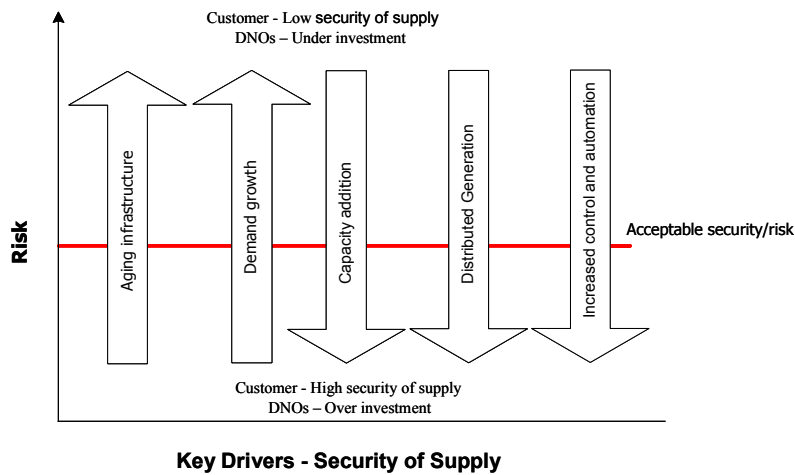 Customer - Low security of supply
DNOs – Under investment
Risk
Aging infrastructure
Demand growth
Capacity addition
Distributed Generation
Increased control and automation
Acceptable security/risk
Customer - High security of supply
DNOs – Over investment
Key Drivers - Security of Supply